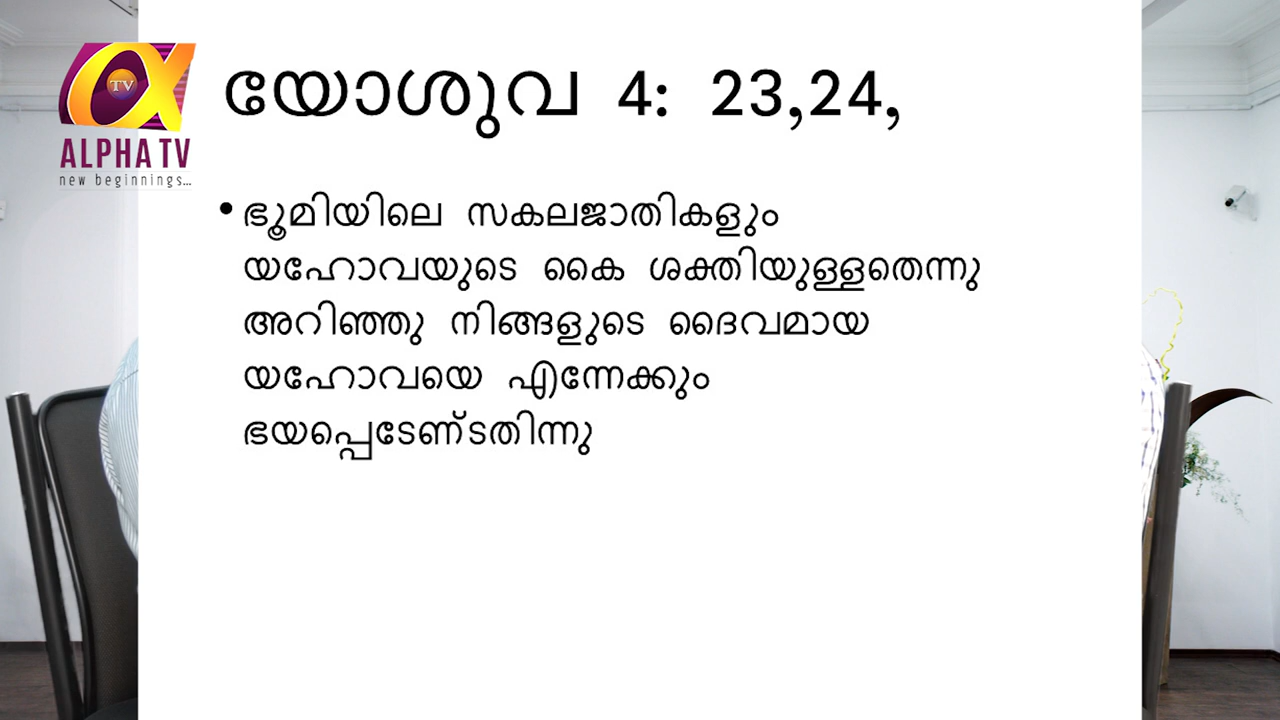 TV
ALPHA TV
new beginnings...
യോശുവ 4: 23,24,
• ഭൂമിയിലെ സകലജാതികളും
യഹോവയുടെ കൈ ശക്തിയുള്ളതെന്നു
അറിഞ്ഞു നിങ്ങളുടെ ദൈവമായ
യഹോവയെ എന്നേക്കും
ഭയപ്പെടേണ്ടതിന്നു